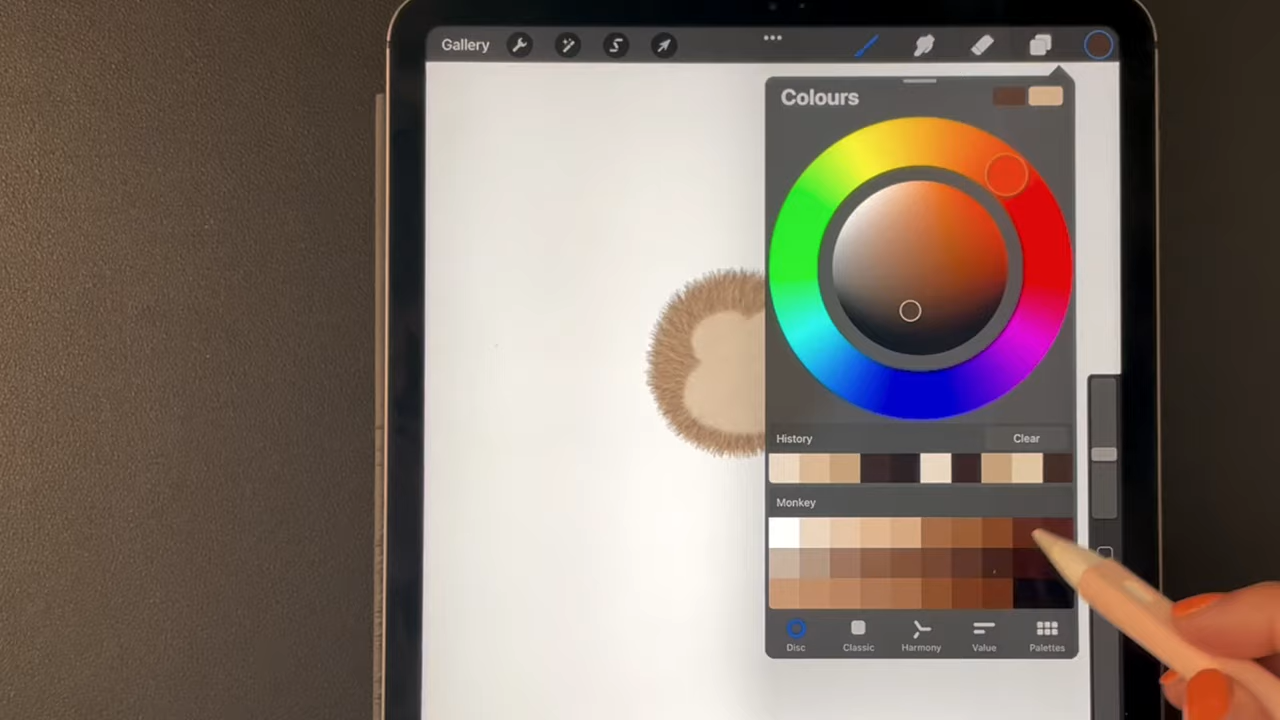 Gallery
Colours
History
Clear
Monkey
Disc
Classic
Harmony
Value
Palettes